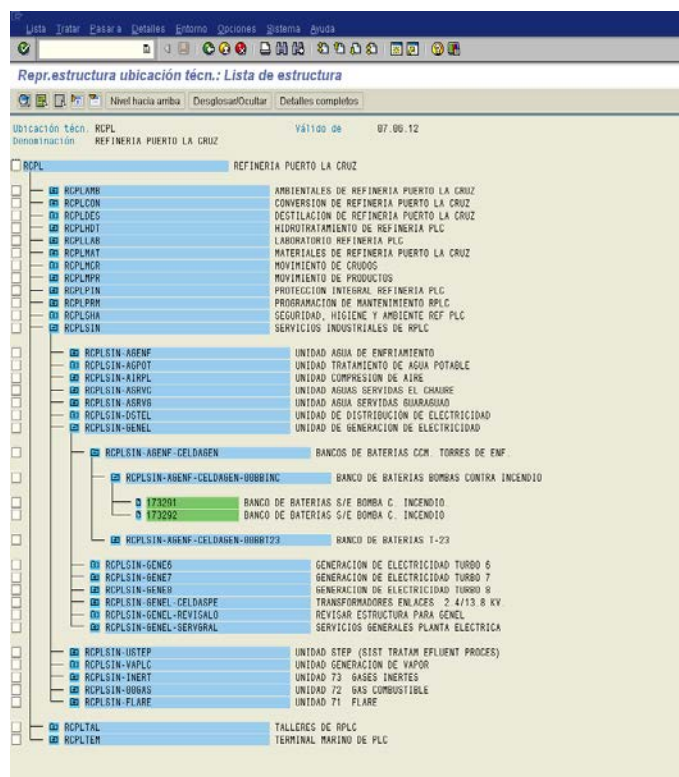 Lista Tratar Pasar a Detalles Entorno Opciones Sistema Ayuda
Repr.estructura ubicación técn.: Lista de estructura
Nivel hacia arriba Desglosar/Ocultar Detalles completos
Ubicación técn. RCPL Válido de 07.06.12
Denominación REFINERIA PUERTO LA CRUZ
RCPL REFINERIA PUERTO LA CRUZ
RCPLAMB AMBIENTALES DE REFINERIA PUERTO LA CRUZ
RCPLCON CONVERSION DE REFINERIA PUERTO LA CRUZ
RCPLDES DESTILACION DE REFINERIA PUERTO LA CRUZ
RCPLHDT HIDROTRATAMIENTO DE REFINERIA PLC
RCPLLAB LABORATORIO REFINERIA PLC
RCPLMAT MATERIALES DE REFINERIA PUERTO LA CRUZ
RCPLMCR MOVIMIENTO DE CRUDOS
RCPLMPR MOVIMIENTO DE PRODUCTOS
RCPLPIN PROTECCION INTEGRAL REFINERIA PLC
RCPLPRM PROGRAMACION DE MANTENIMIENTO RPLC
RCPLSHA SEGURIDAD, HIGIENE Y AMBIENTE REF PLC
RCPLSIN SERVICIOS INDUSTRIALES DE RPLC
RCPLSIN-AGENF UNIDAD AGUA DE ENFRIAMIENTO
RCPLSIN-AGPOT UNIDAD TRATAMIENTO DE AGUA POTABLE
RCPLSIN-AIRPL UNIDAD COMPRESION DE AIRE
RCPLSIN-ASRVC UNIDAD AGUAS SERVIDAS EL CHAURE
RCPLSIN-ASRVG UNIDAD AGUA SERVIDAS GUARAGUAO
RCPLSIN-DSTEL UNIDAD DE DISTRIBUCIÓN DE ELECTRICIDAD
RCPLSIN-GENEL UNIDAD DE GENERACION DE ELECTRICIDAD
RCPLSIN-AGENF-CELDAGEN BANCOS DE BATERIAS CCM. TORRES DE ENF.
RCPLSIN-AGENF-CELDAGEN-00BBINC BANCO DE BATERIAS BOMBAS CONTRA INCENDIO
173291 BANCO DE BATERIAS S/E BOMBA C. INCENDIO
173292 BANCO DE BATERIAS S/E BOMBA C. INCENDIO
RCPLSIN-AGENF-CELDAGEN-00BBT23 BANCO DE BATERIAS T-23
RCPLSIN-GENE6 GENERACION DE ELECTRICIDAD TURBO 6
RCPLSIN-GENE7 GENERACION DE ELECTRICIDAD TURBO 7
RCPLSIN-GENE8 GENERACION DE ELECTRICIDAD TURBO 8
RCPLSIN-GENEL-CELDASPE TRANSFORMADORES ENLACES 2.4/13.8 KV.
RCPLSIN-GENEL-REVISALO REVISAR ESTRUCTURA PARA GENEL
RCPLSIN-GENEL-SERVGRAL SERVICIOS GENERALES PLANTA ELECTRICA
RCPLSIN-USTEP UNIDAD STEP (SIST TRATAM EFLUENT PROCES)
RCPLSIN-VAPLC UNIDAD GENERACIÓN DE VAPOR
RCPLSIN-INERT UNIDAD 73 GASES INERTES
RCPLSIN-00GAS UNIDAD 72 GAS COMBUSTIBLE
RCPLSIN-FLARE UNIDAD 71 FLARE
RCPLTAL TALLERES DE RPLC
RCPLTEM TERMINAL MARINO DE PLC